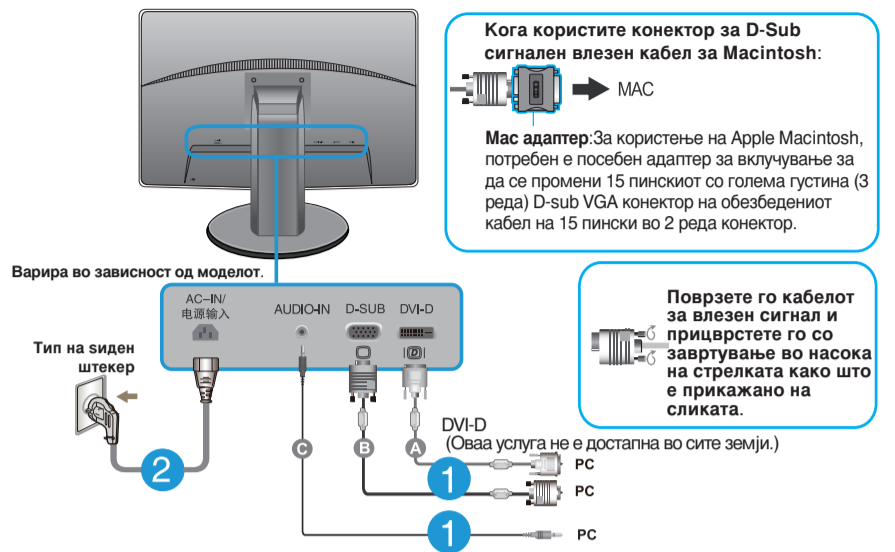 Кога користите конектор за D-Sub
сигнален влезен кабел за Macintosh:
MAC
Mac адаптер:За користење на Apple Macintosh,
потребен е посебен адаптер за вклучување за
да се промени 15 пинскиот со голема густина (3
реда) D-sub VGA конектор на обезбедениот
кабел на 15 пински во 2 реда конектор.
Варира во зависност од моделот.
AC-IN/
电源输入
AUDIO-IN
D-SUB
DVI-D
Поврзете го кабелот
за влезен сигнал и
прицврстете го со
завртување во насока
на стрелката како што
е прикажано на
сликата.
Тип на ѕиден
штекер
DVI-D
(Оваа услуга не е достапна во сите земји.)
C
B
A
PC
1
2
PC
1
PC